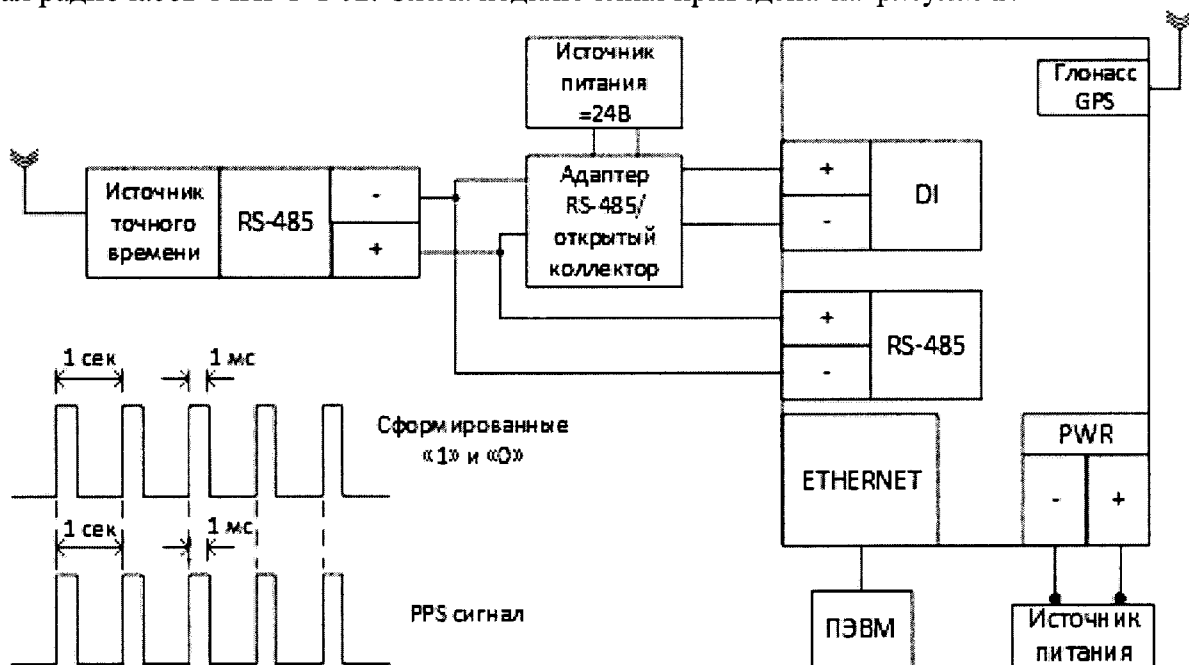 Источник
питания
=24В
Глонасс
GPS
Источник
точного
времени
RS-485
-
+
Адаптер
RS-485/
открытый
коллектор
+
-
DI
+
-
RS-485
1 сек
1 мс
Сформированные
«1» и «0»
ETHERNET
PWR
-
+
1 сек
1 мс
PPS сигнал
ПЭВМ
Источник
питания